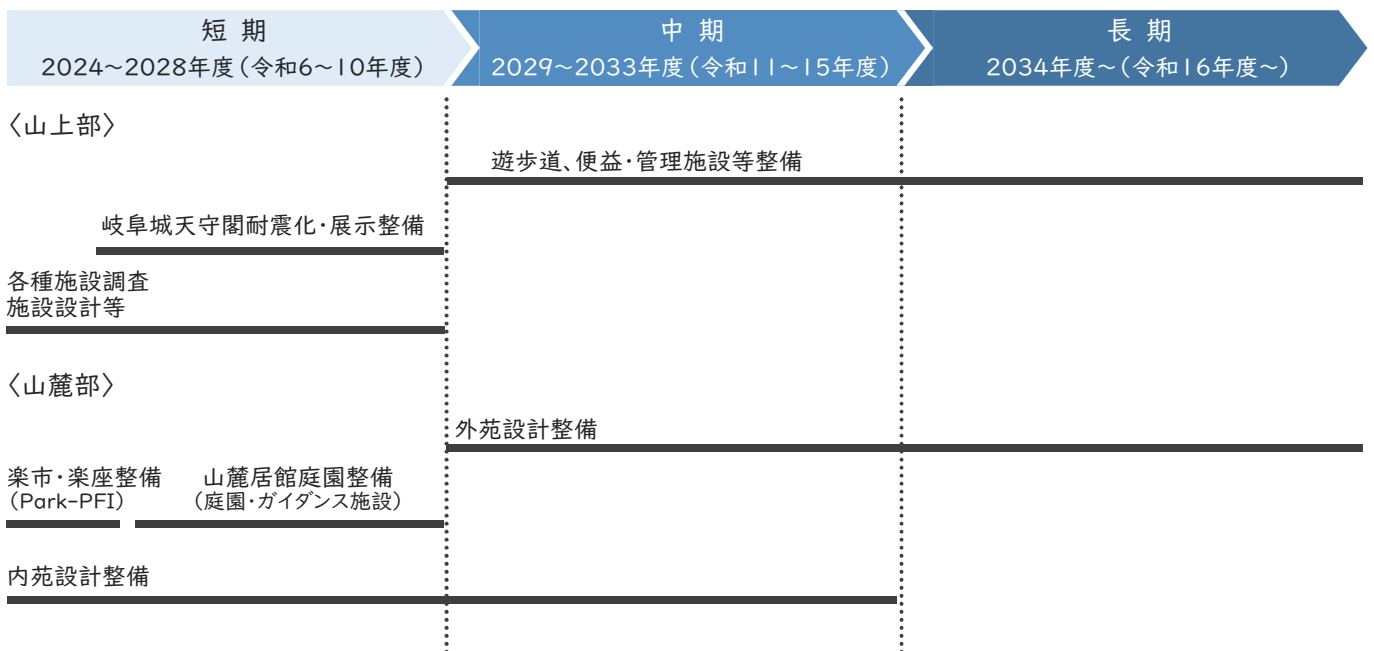 短 期
2024～2028年度（令和6～10年度）
中 期
2029～2033年度（令和11～15年度）
長 期
2034年度～（令和16年度～）
〈山上部〉
遊歩道、便益・管理施設等整備
岐阜城天守閣耐震化・展示整備
各種施設調査
施設設計等
〈山麓部〉
外苑設計整備
楽市・楽座整備
（Park-PFI）
山麓居館庭園整備
（庭園・ガイダンス施設）
内苑設計整備